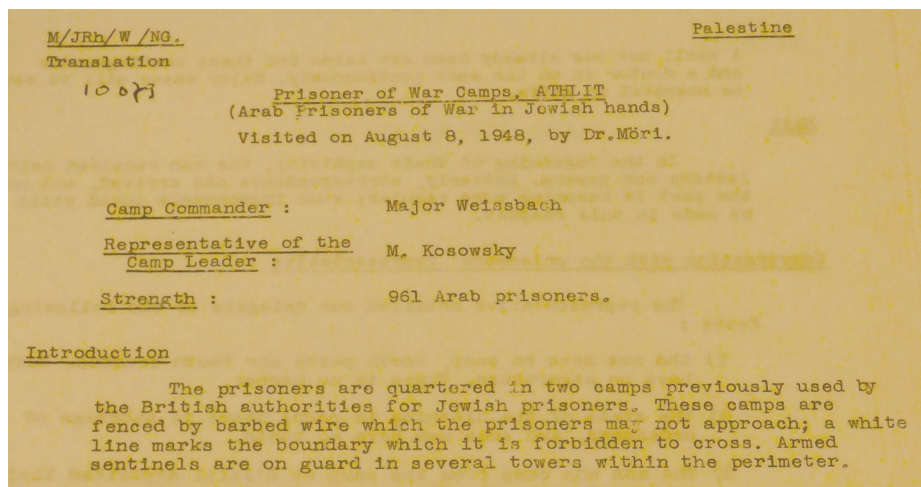 M/JRh/W /NG.
Palestine
Translation
10073
Prisoner of War Camps, ATHLIT
(Arab Prisoners of War in Jewish hands)
Visited on August 8, 1948, by Dr.Möri.
Camp Commander : Major Weissbach
Representative of the
Camp Leader : M. Kosowsky
Strength : 961 Arab prisoners.
Introduction
The prisoners are quartered in two camps previously used by
the British authorities for Jewish prisoners. These camps are
fenced by barbed wire which the prisoners may not approach; a white
line marks the boundary which it is forbidden to cross. Armed
sentinels are on guard in several towers within the perimeter.